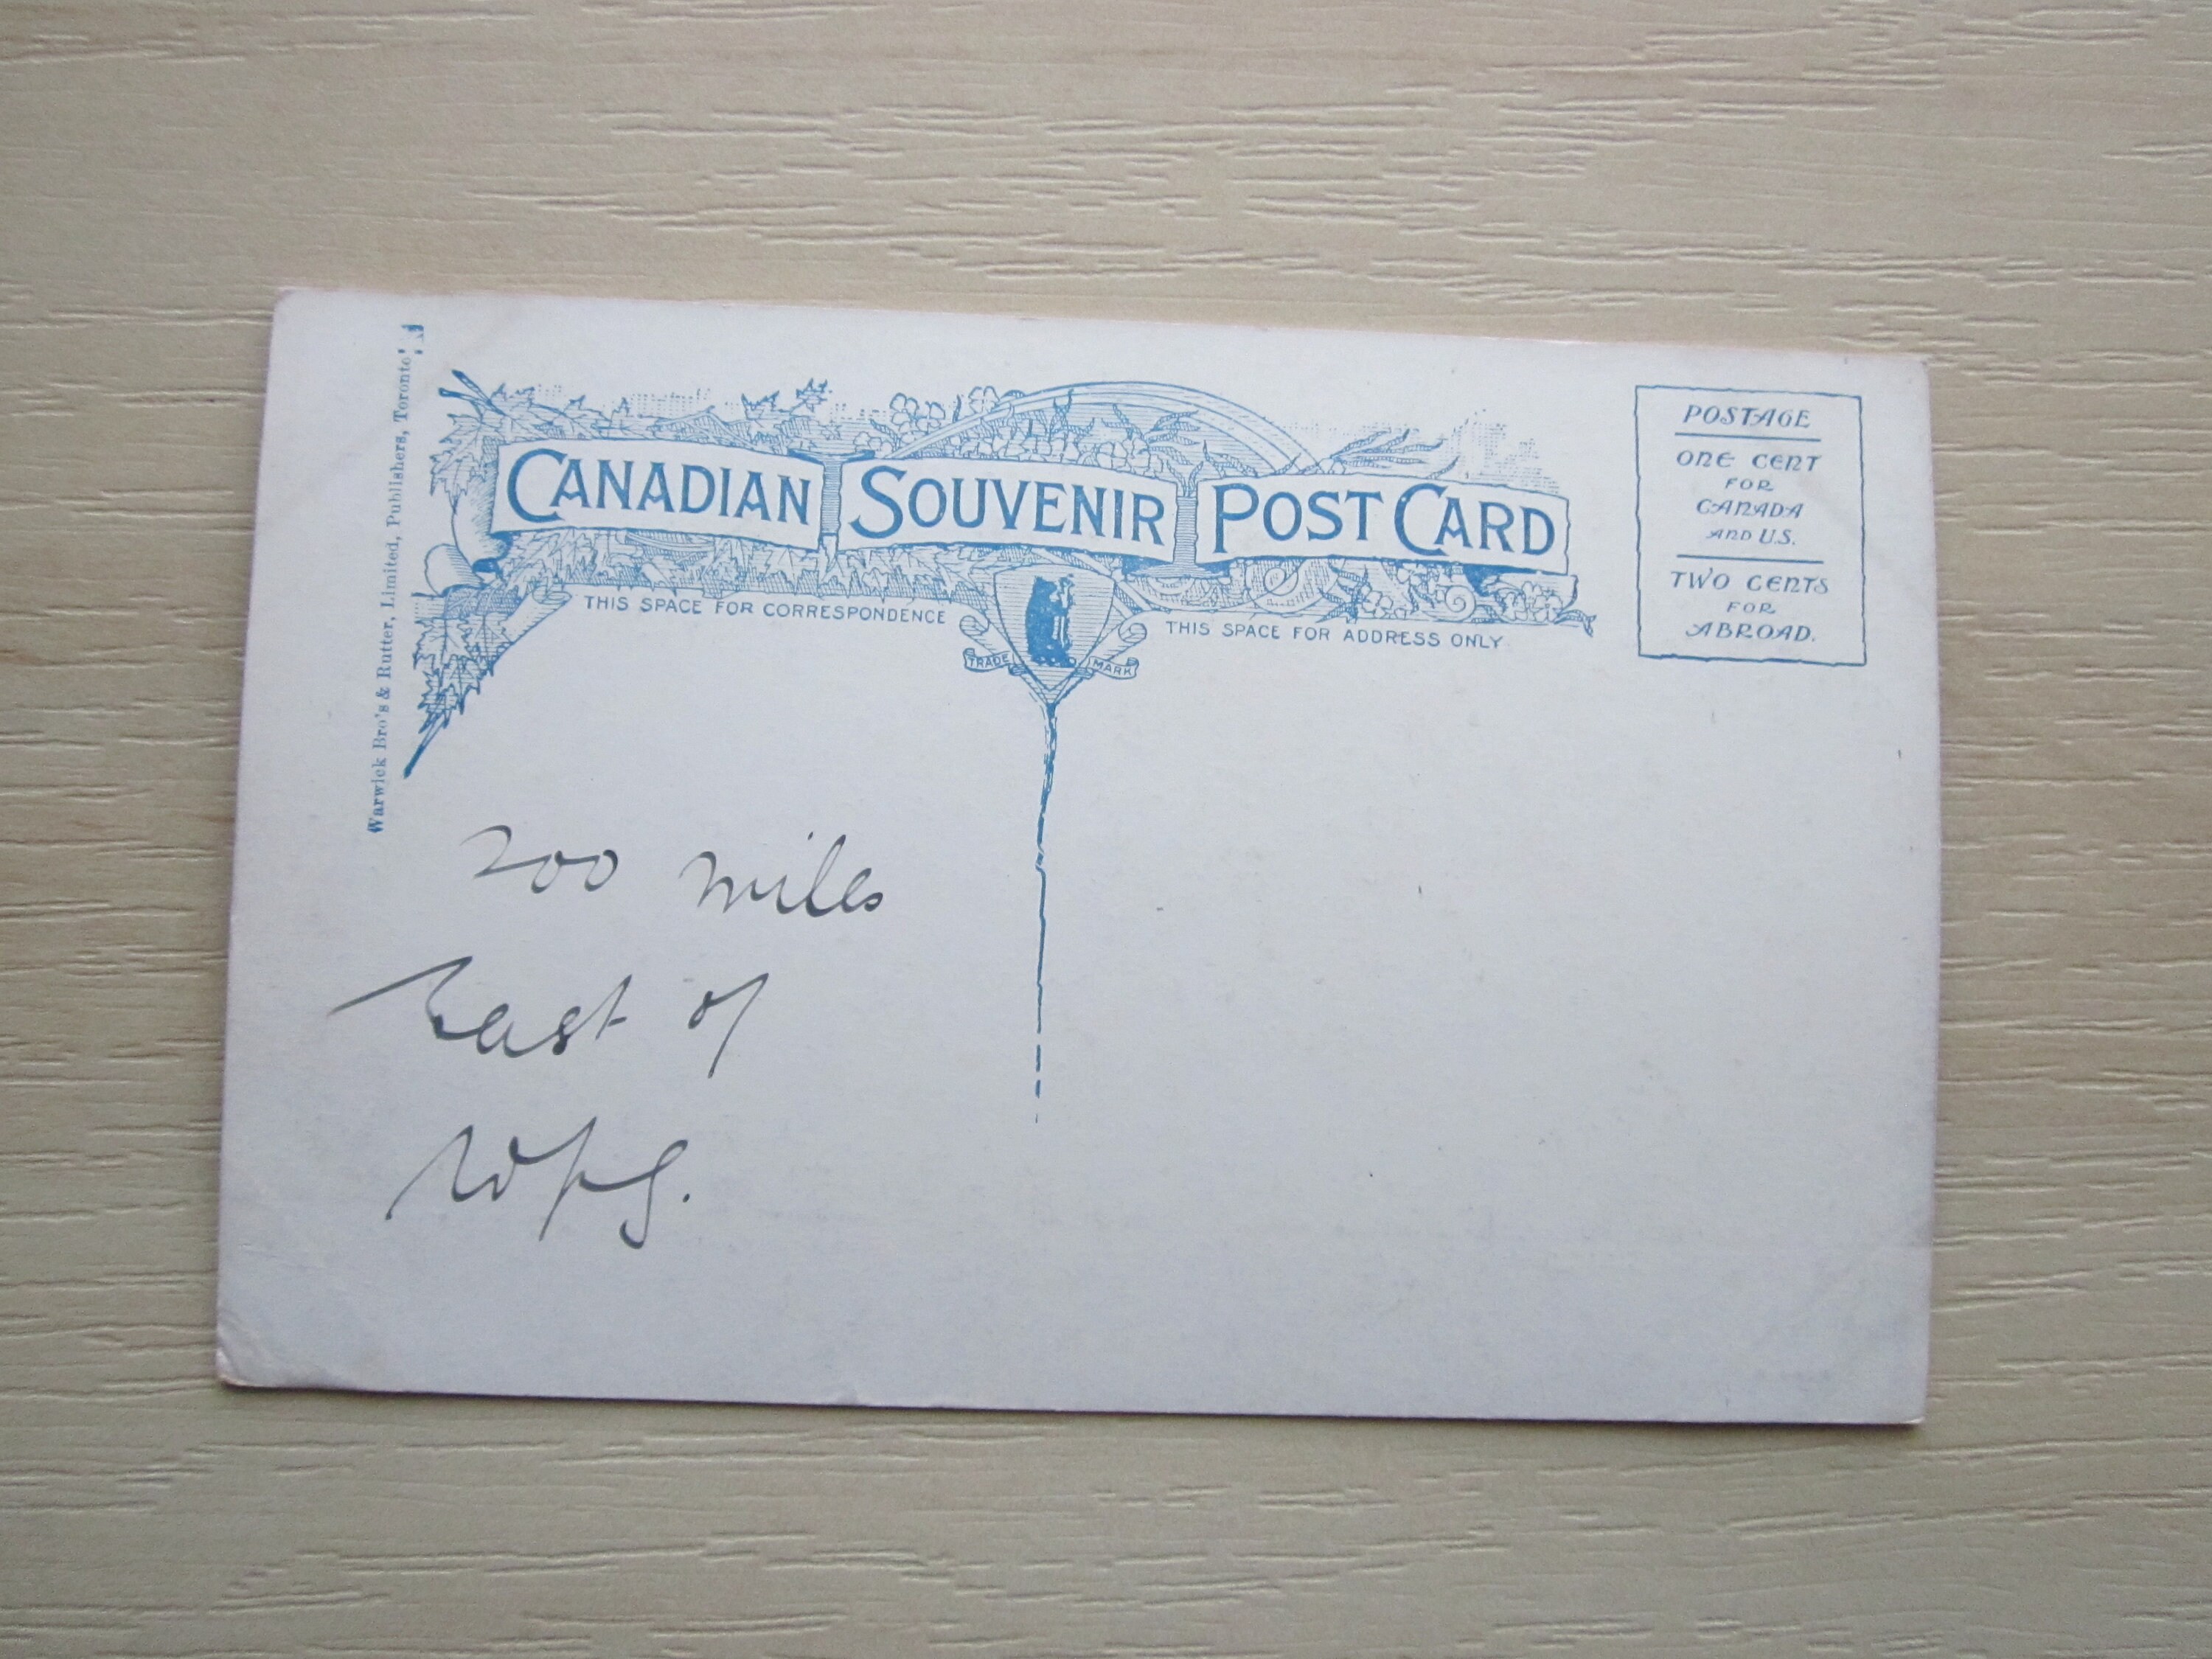 Warwick Bro's & Rutter, Limited, Publishers, Toronto
CANADIAN SOUVENIR POST CARD
THIS SPACE FOR CORRESPONDENCE
THIS SPACE FOR ADDRESS ONLY
TRADE MARK
POSTAGE
ONE CENT
FOR
CANADA
AND U.S.
TWO CENTS
FOR
ABROAD.
200 miles
East of
Wpg.